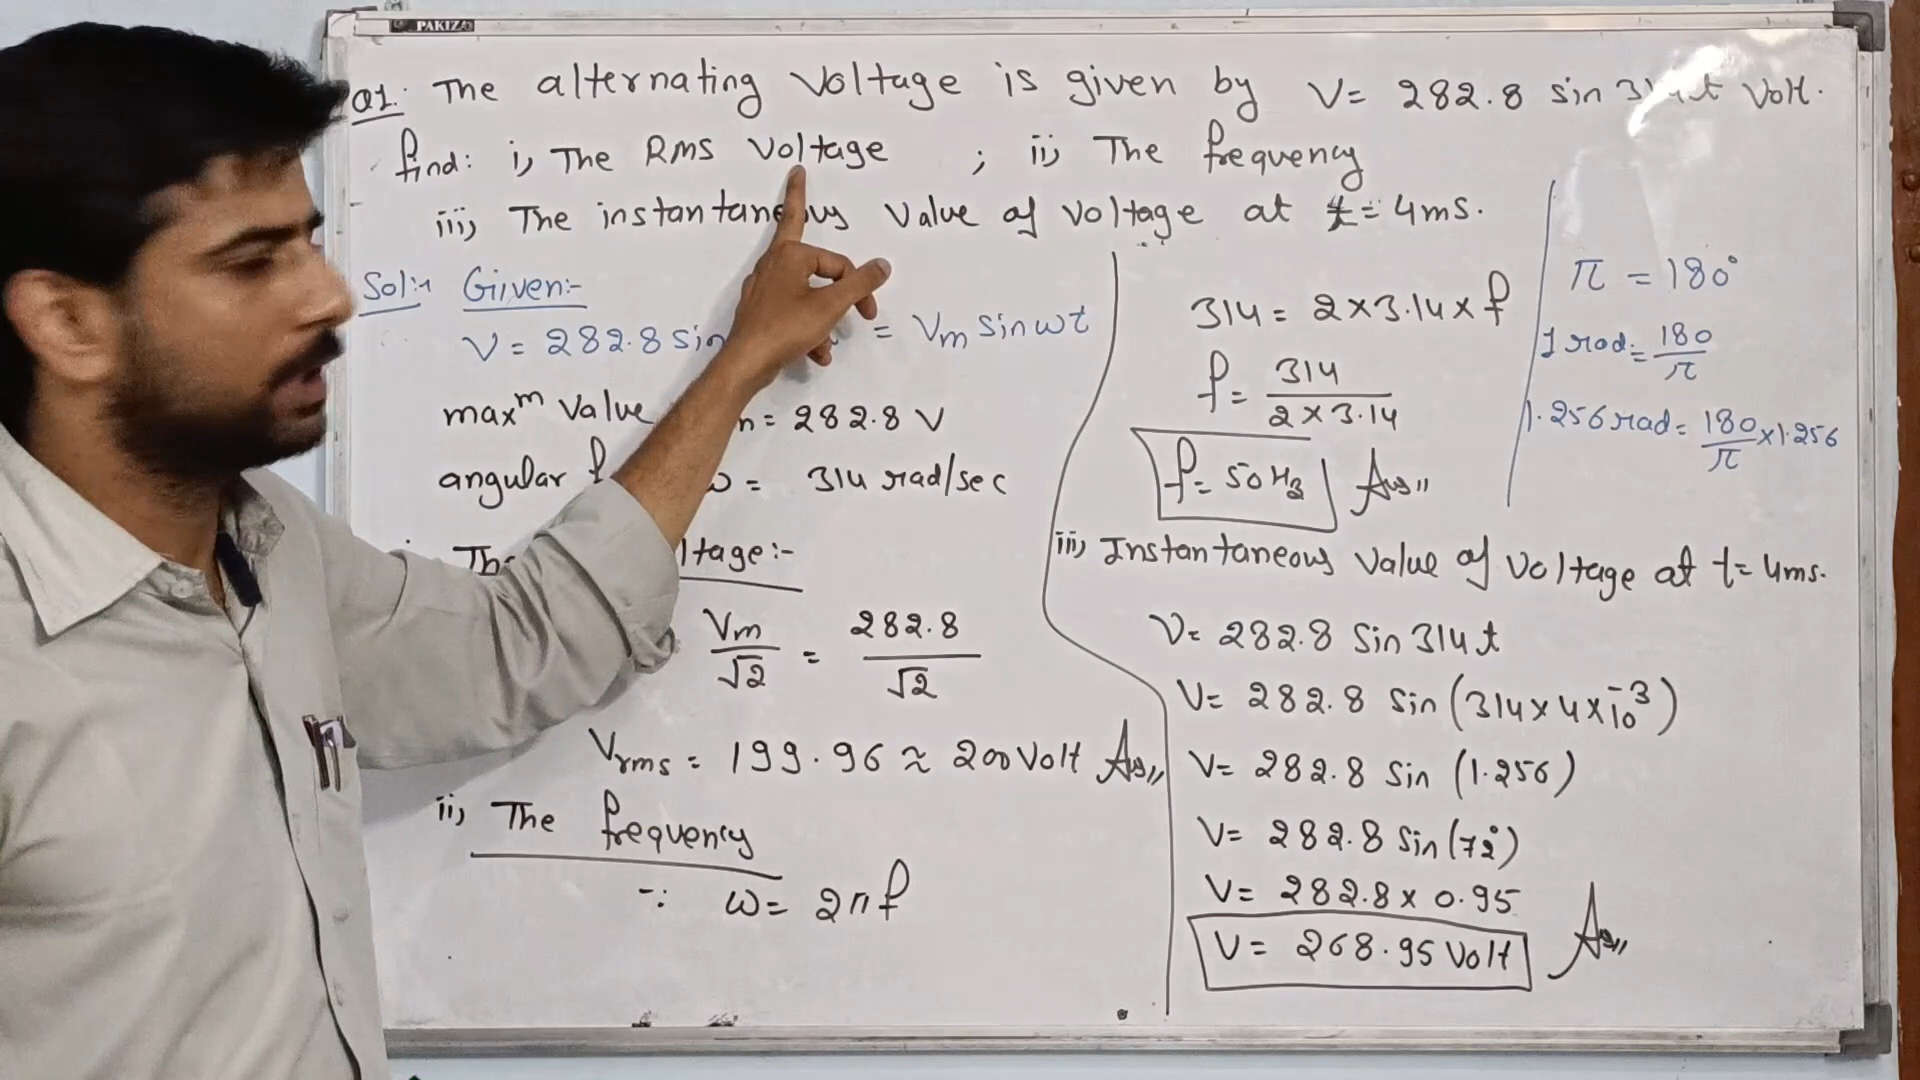 PAKIZA
Q1. The alternating Voltage is given by V= 282.8 sin 314t Volt.
find: i, The RMS Voltage ; ii, The frequency
iii, The instantaneous Value of Voltage at t= 4ms.
Sol:- Given:-
V= 282.8 sin = Vm sin ωt
maxᵐ Value = 282.8 V
angular ω = 314 rad/sec
ltage:-
Vm/√2 = 282.8/√2
Vrms = 199.96 ≈ 200 Volt Ans
ii, The frequency
∵ ω= 2πf
314 = 2×3.14×f
f= 314/(2×3.14)
f= 50Hz Ans
π = 180°
1 rad= 180/π
1.256 rad= 180/π ×1.256
iii, Instantaneous Value of Voltage at t= 4ms.
V= 282.8 Sin 314t
V= 282.8 Sin (314×4×10⁻³)
V= 282.8 Sin (1.256)
V= 282.8 Sin (72°)
V= 282.8 × 0.95
V= 268.95 Volt Ans